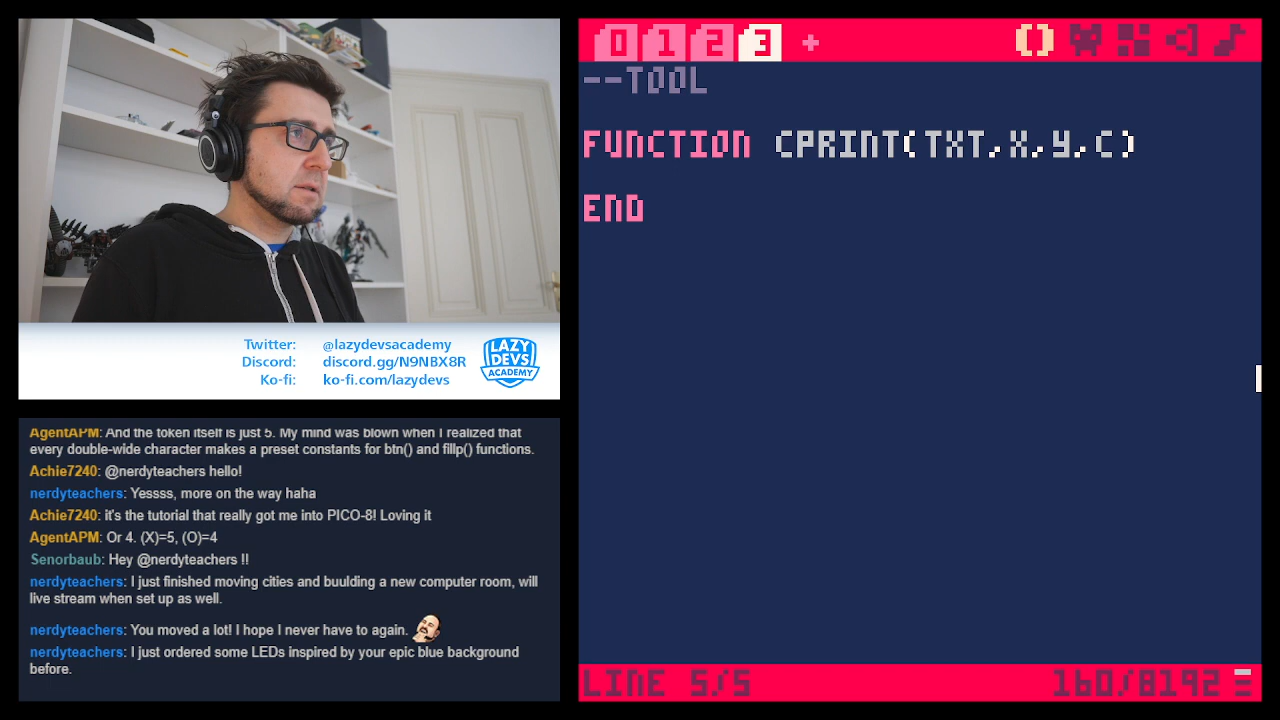 Twitter: @lazydevsacademy
Discord: discord.gg/N9NBX8R
Ko-fi: ko-fi.com/lazydevs
LAZY
DEVS
ACADEMY
AgentAPM: And the token itself is just 5. My mind was blown when I realized that
every double-wide character makes a preset constants for btn() and fillp() functions.
Achie7240: @nerdyteachers hello!
nerdyteachers: Yessss, more on the way haha
Achie7240: it's the tutorial that really got me into PICO-8! Loving it
AgentAPM: Or 4. (X)=5, (O)=4
Senorbaub: Hey @nerdyteachers !!
nerdyteachers: I just finished moving cities and buulding a new computer room, will
live stream when set up as well.
nerdyteachers: You moved a lot! I hope I never have to again.
nerdyteachers: I just ordered some LEDs inspired by your epic blue background
before.
0 1 2 3 +
--TOOL
FUNCTION CPRINT(TXT,X,Y,C)
END
LINE 5/5 160/8192